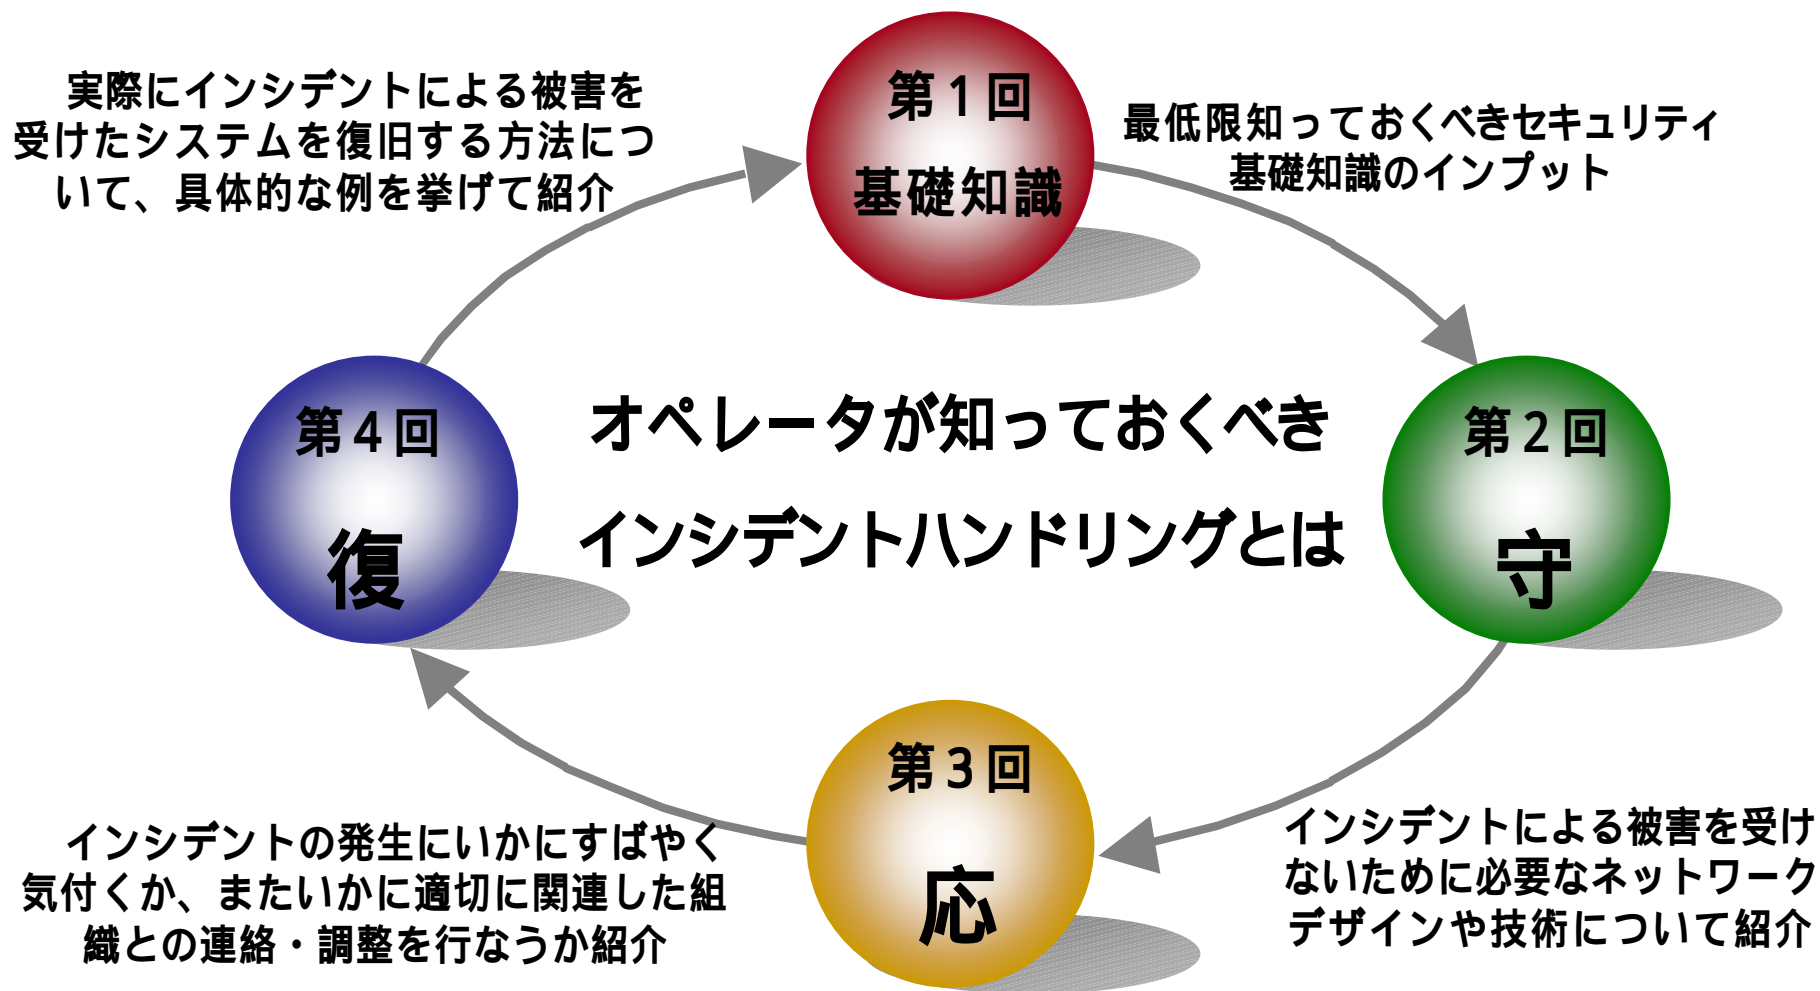 第１回
基礎知識
最低限知っておくべきセキュリティ
基礎知識のインプット
実際にインシデントによる被害を
受けたシステムを復旧する方法につ
いて、具体的な例を挙げて紹介
オペレータが知っておくべき
インシデントハンドリングとは
第２回
守
インシデントによる被害を受け
ないために必要なネットワーク
デザインや技術について紹介
第３回
応
インシデントの発生にいかにすばやく
気付くか、またいかに適切に関連した組
織との連絡・調整を行なうか紹介
第４回
復